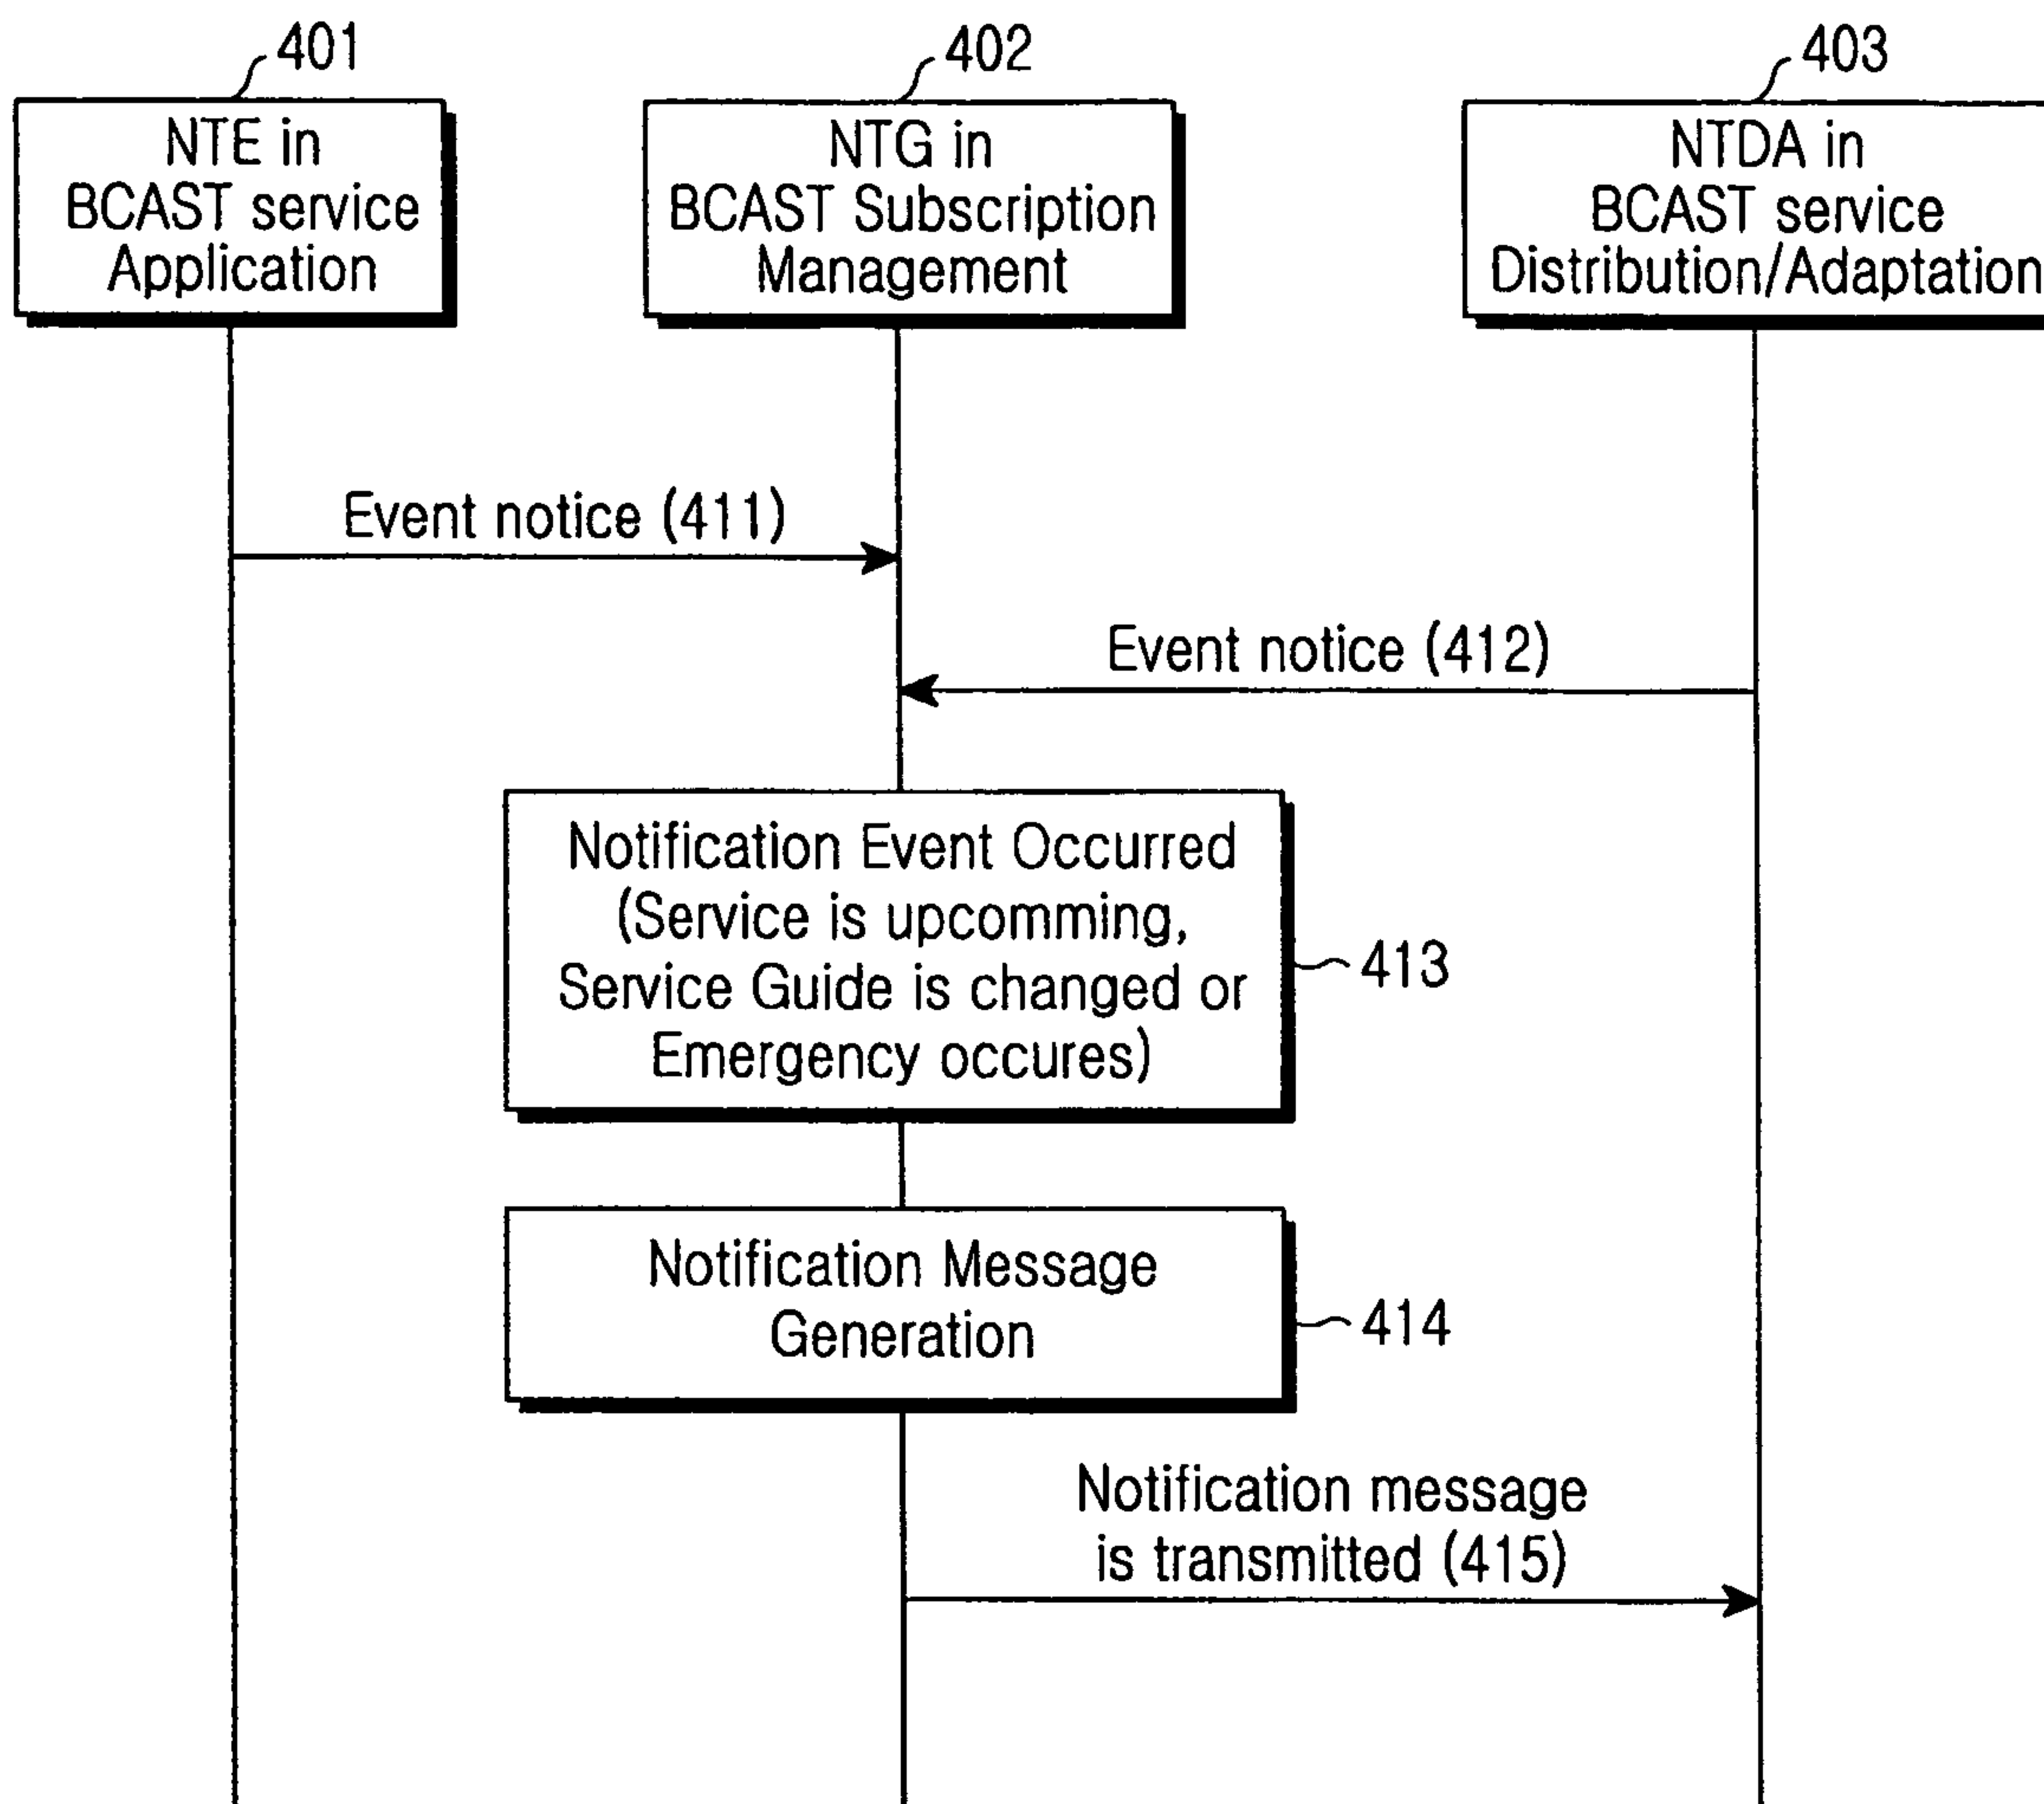 401
402
403
NTE in
BCAST service
Application
NTG in
BCAST Subscription
Management
NTDA in
BCAST service
Distribution/Adaptation
Event notice (411)
Event notice (412)
Notification Event Occurred
(Service is upcomming,
Service Guide is changed or
Emergency occures)
413
Notification Message
Generation
414
Notification message
is transmitted (415)